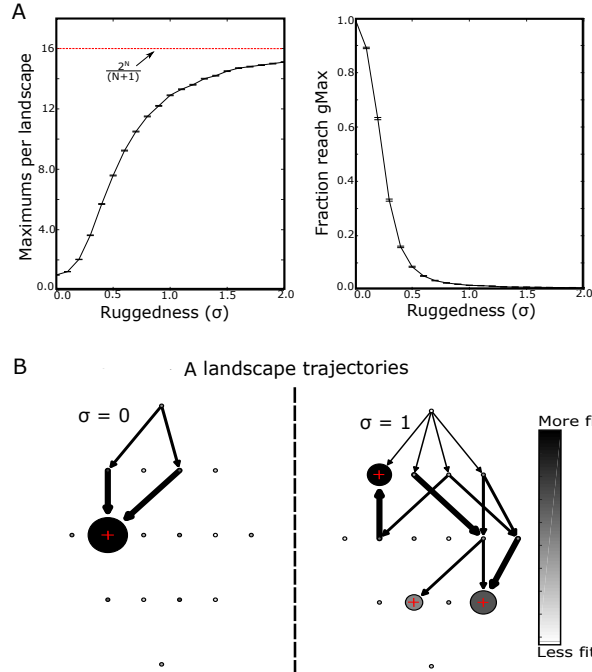 A
Maximums per landscape
16
12
8.0
4.0
0.0
2^N
(N+1)
0.0
0.5
1.0
1.5
2.0
Ruggedness (σ)
Fraction reach gMax
1.0
0.8
0.6
0.4
0.2
0.0
0.0
0.5
1.0
1.5
2.0
Ruggedness (σ)
B
A landscape trajectories
σ = 0
σ = 1
More fi
Less fit